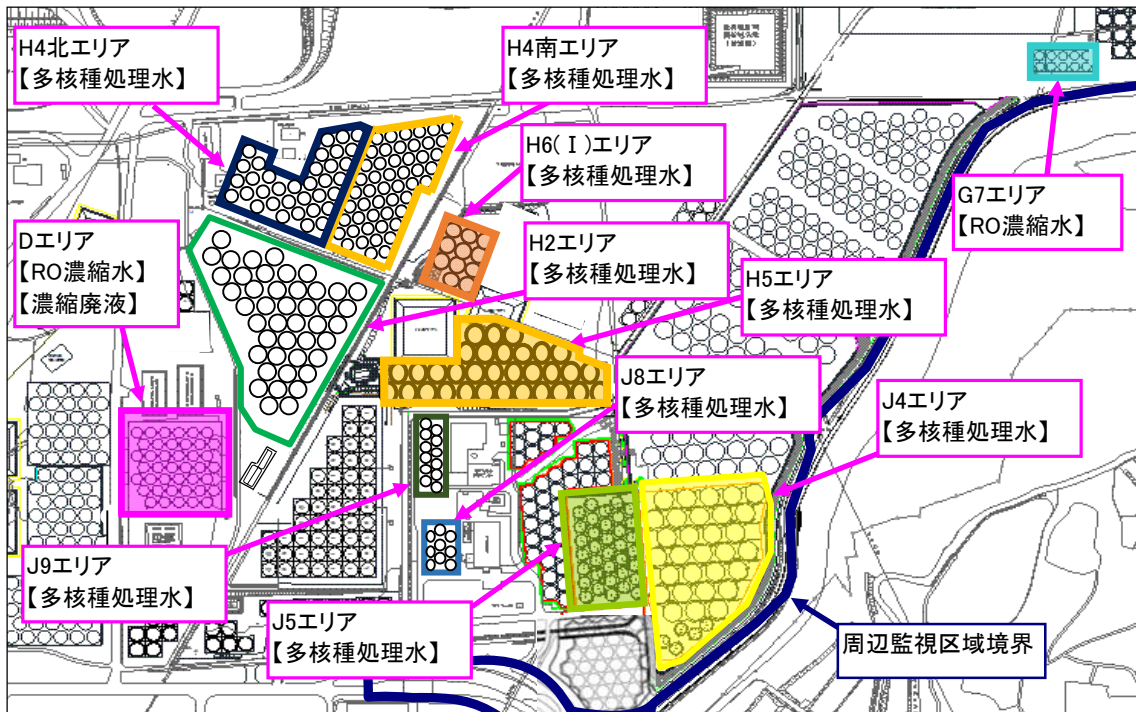 H4北エリア
【多核種処理水】
H4南エリア
【多核種処理水】
H6(Ⅰ)エリア
【多核種処理水】
G7エリア
【RO濃縮水】
Dエリア
【RO濃縮水】
【濃縮廃液】
H2エリア
【多核種処理水】
H5エリア
【多核種処理水】
J8エリア
【多核種処理水】
J4エリア
【多核種処理水】
J9エリア
【多核種処理水】
J5エリア
【多核種処理水】
周辺監視区域境界